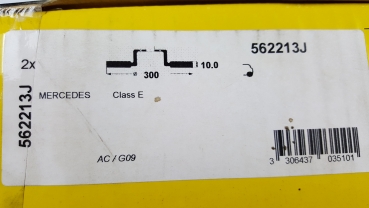 562213J
2x
300
10.0
562213J
MERCEDES Class E
AC / G09
3 306437 035101